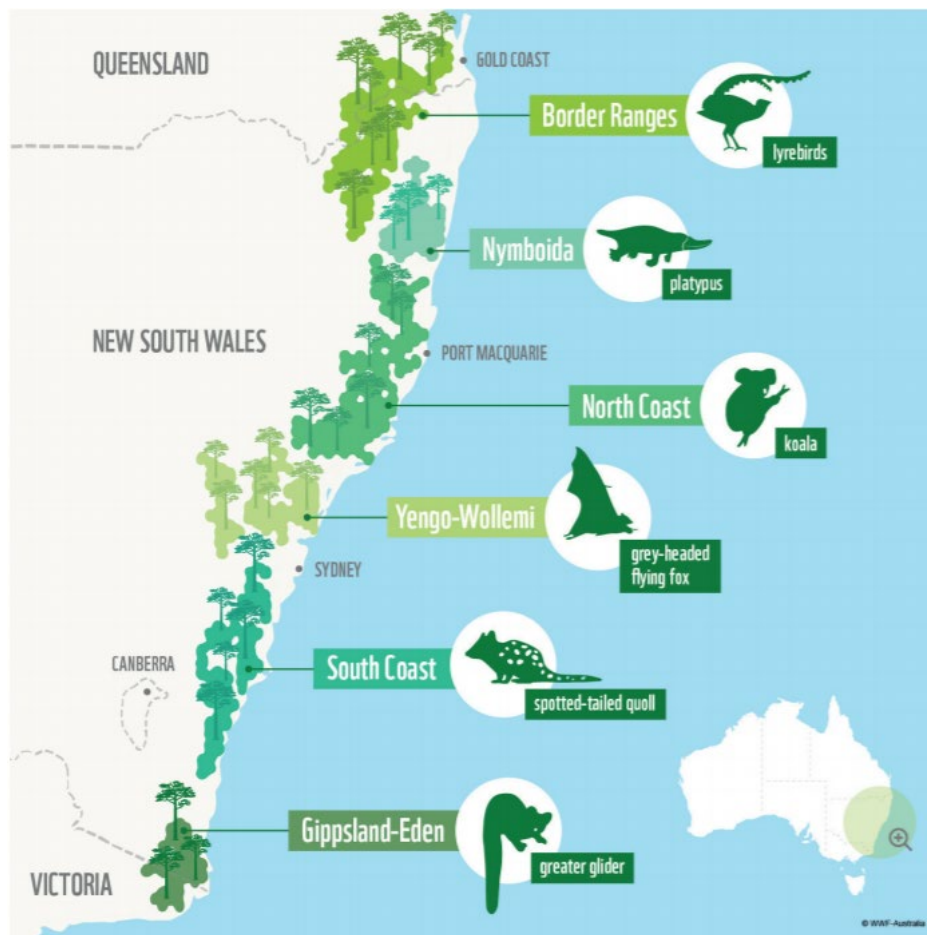 QUEENSLAND
GOLD COAST
Border Ranges
lyrebirds
Nymboida
platypus
NEW SOUTH WALES
PORT MACQUARIE
North Coast
koala
Yengo-Wollemi
grey-headed
flying fox
SYDNEY
CANBERRA
South Coast
spotted-tailed quoll
Gippsland-Eden
greater glider
VICTORIA
© WWF-Australia